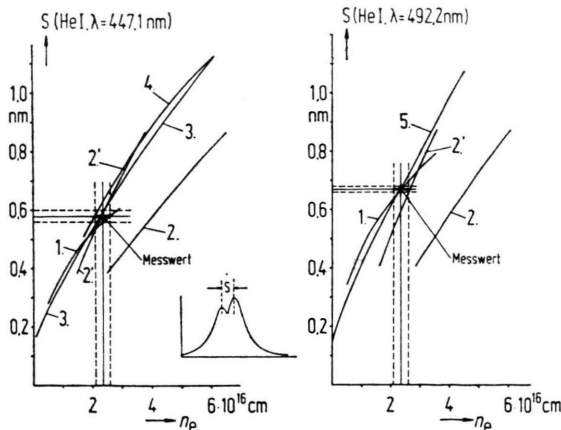 S (HeI, λ=447,1 nm)
1,0
nm
0,8
0,6
0,4
0,2
4.
3.
2.'
2.
1.
2.'
3.
Messwert
S
2
4
6·10¹⁶cm
nₑ
S (HeI, λ=492,2nm)
1,0
nm
0,8
0,6
0,4
0,2
5.
2.'
2.
1.
Messwert
2
4
6·10¹⁶cm
nₑ